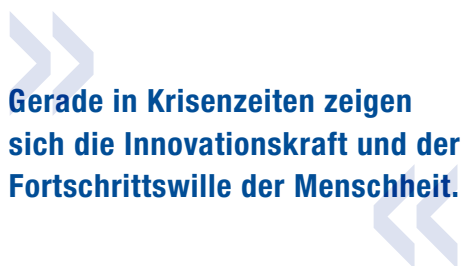 »
Gerade in Krisenzeiten zeigen
sich die Innovationskraft und der
Fortschrittswille der Menschheit.
«